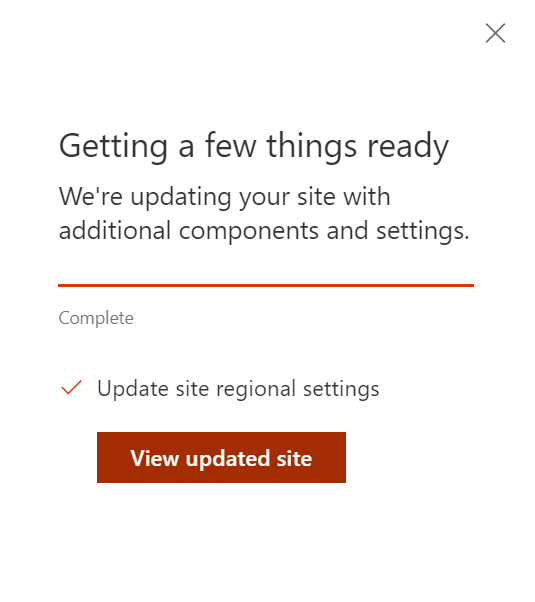 Getting a few things ready
We're updating your site with
additional components and settings.
Complete
Update site regional settings
View updated site